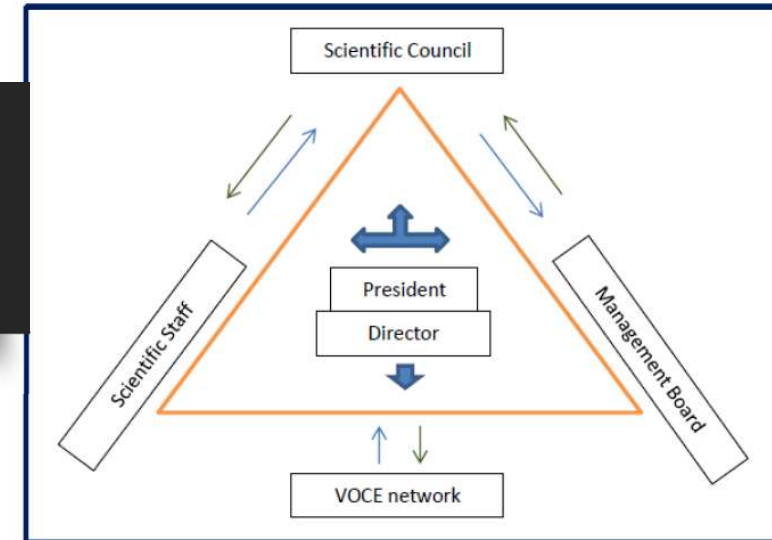 Scientific Council
President
Director
Scientific Staff
Management Board
VOCE network